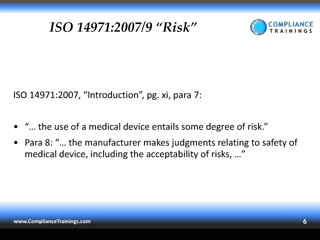 ISO 14971:2007/9 “Risk”
COMPLIANCE
TRAININGS
ISO 14971:2007, “Introduction”, pg. xi, para 7:
• “… the use of a medical device entails some degree of risk.”
• Para 8: “… the manufacturer makes judgments relating to safety of
medical device, including the acceptability of risks, …”
www.ComplianceTrainings.com
6